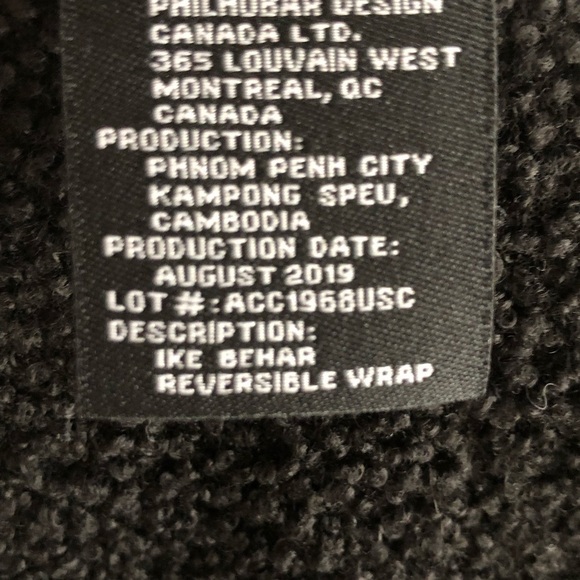 PHILHOBAR DESIGN
CANADA LTD.
365 LOUVAIN WEST
MONTREAL, QC
CANADA
PRODUCTION:
PHNOM PENH CITY
KAMPONG SPEU,
CAMBODIA
PRODUCTION DATE:
AUGUST 2019
LOT #:ACC1968USC
DESCRIPTION:
IKE BEHAR
REVERSIBLE WRAP